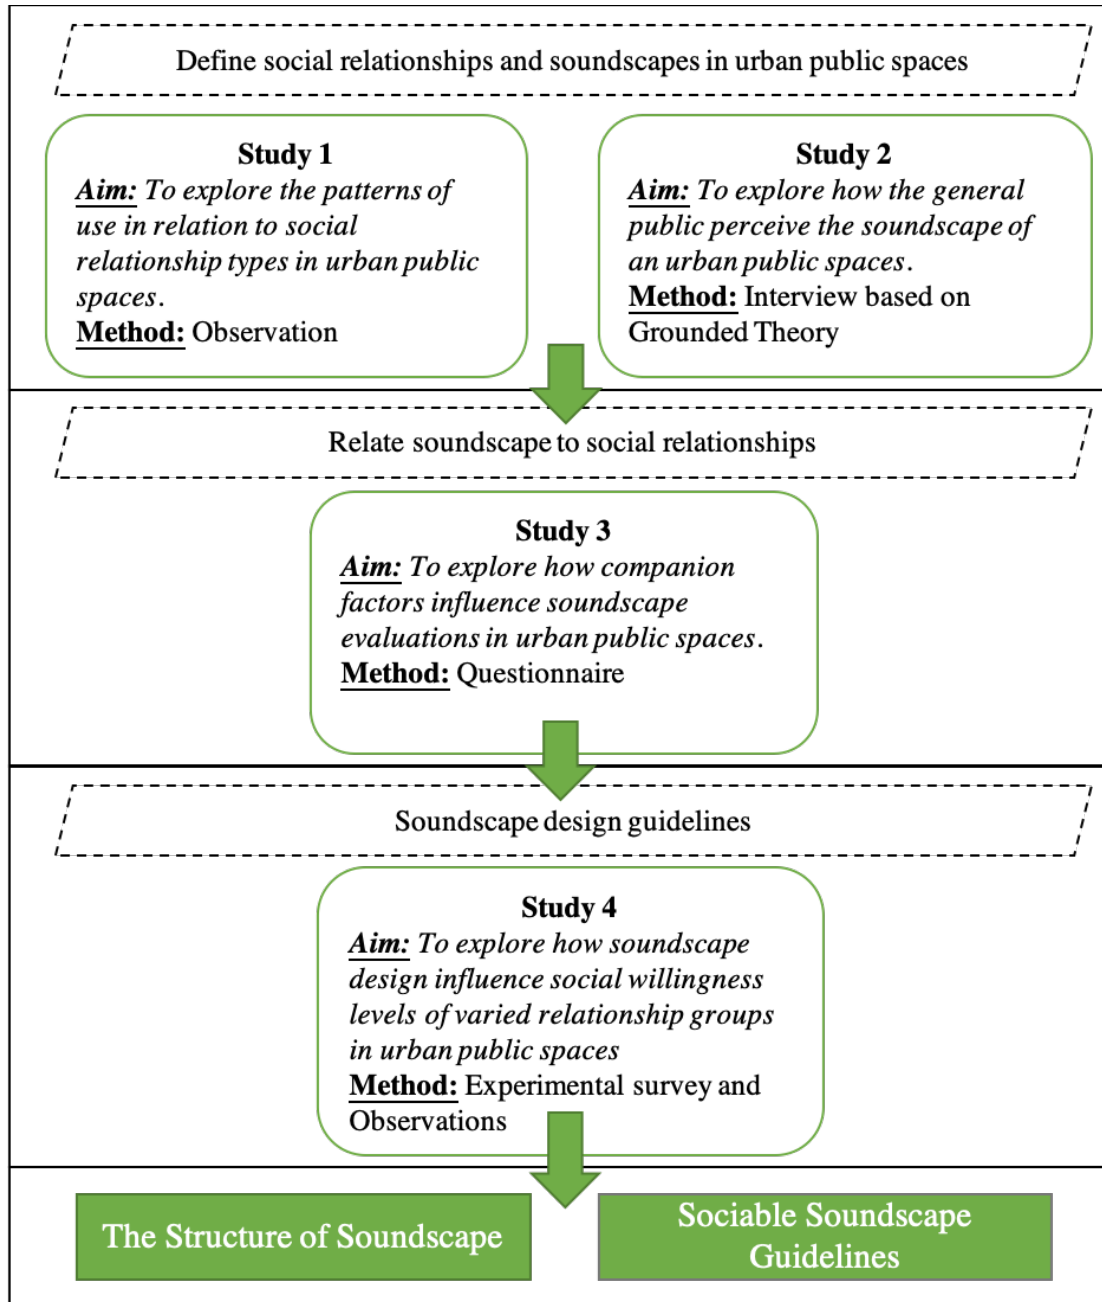 Define social relationships and soundscapes in urban public spaces
Study 1
Aim: To explore the patterns of
use in relation to social
relationship types in urban public
spaces.
Method: Observation
Study 2
Aim: To explore how the general
public perceive the soundscape of
an urban public spaces.
Method: Interview based on
Grounded Theory
Relate soundscape to social relationships
Study 3
Aim: To explore how companion
factors influence soundscape
evaluations in urban public spaces.
Method: Questionnaire
Soundscape design guidelines
Study 4
Aim: To explore how soundscape
design influence social willingness
levels of varied relationship groups
in urban public spaces
Method: Experimental survey and
Observations
The Structure of Soundscape
Sociable Soundscape
Guidelines